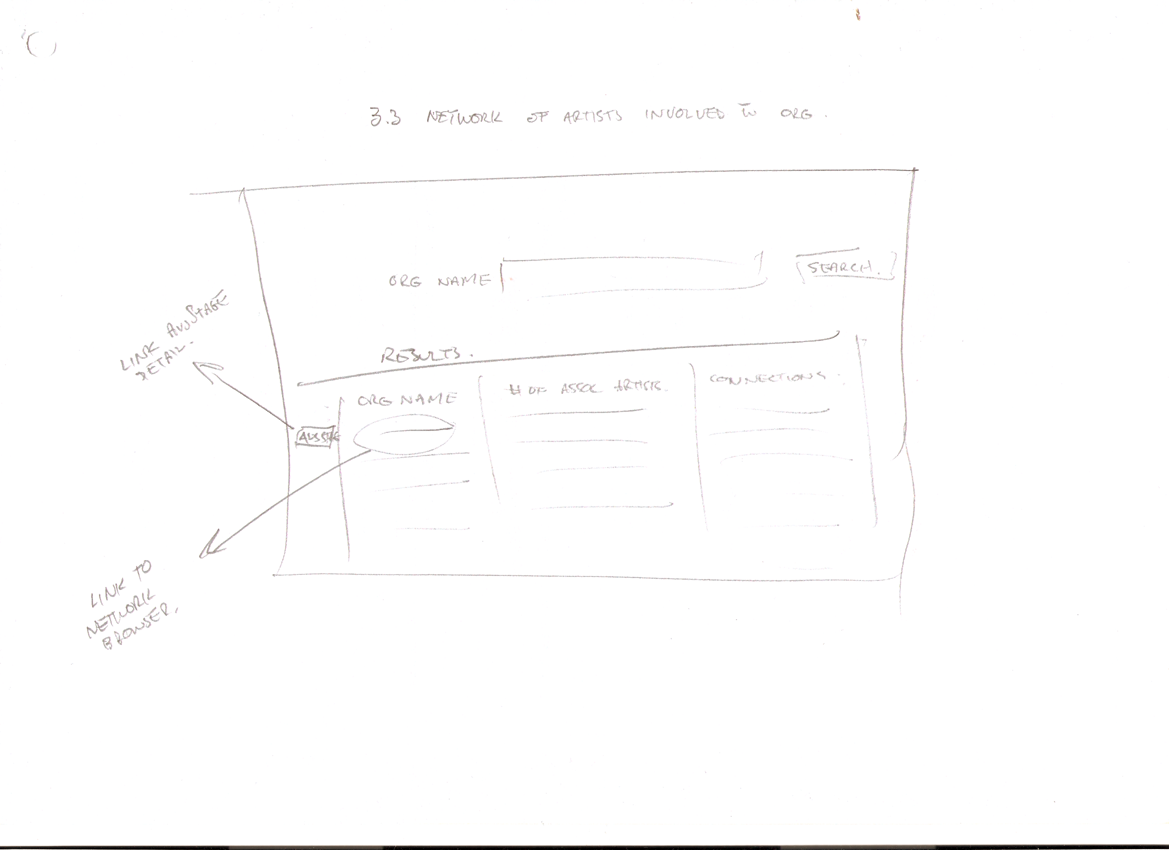 3.3 NETWORK OF ARTISTS INVOLVED IN ORG.
ORG NAME
SEARCH.
LINK AUSSTAGE
DETAIL.
RESULTS.
ORG NAME
# OF ASSOC. ARTISTS.
CONNECTIONS.
LINK TO
NETWORK
BROWSER.